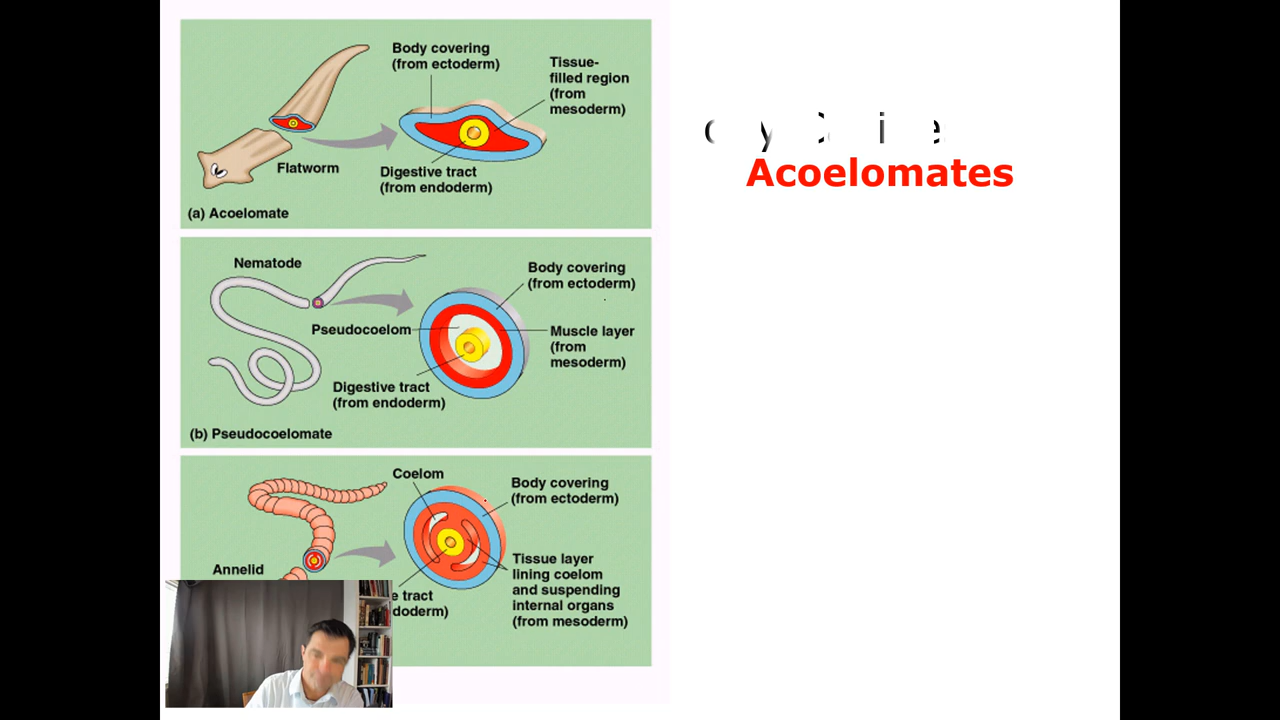 Body covering
(from ectoderm)
Tissue-
filled region
(from
mesoderm)
Flatworm
Digestive tract
(from endoderm)
(a) Acoelomate
Acoelomates
Nematode
Body covering
(from ectoderm)
Pseudocoelom
Muscle layer
(from
mesoderm)
Digestive tract
(from endoderm)
(b) Pseudocoelomate
Coelom
Body covering
(from ectoderm)
Annelid
Tissue layer
lining coelom
and suspending
internal organs
(from mesoderm)
tract